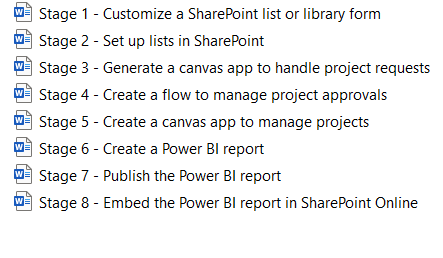 Stage 1 - Customize a SharePoint list or library form
Stage 2 - Set up lists in SharePoint
Stage 3 - Generate a canvas app to handle project requests
Stage 4 - Create a flow to manage project approvals
Stage 5 - Create a canvas app to manage projects
Stage 6 - Create a Power BI report
Stage 7 - Publish the Power BI report
Stage 8 - Embed the Power BI report in SharePoint Online